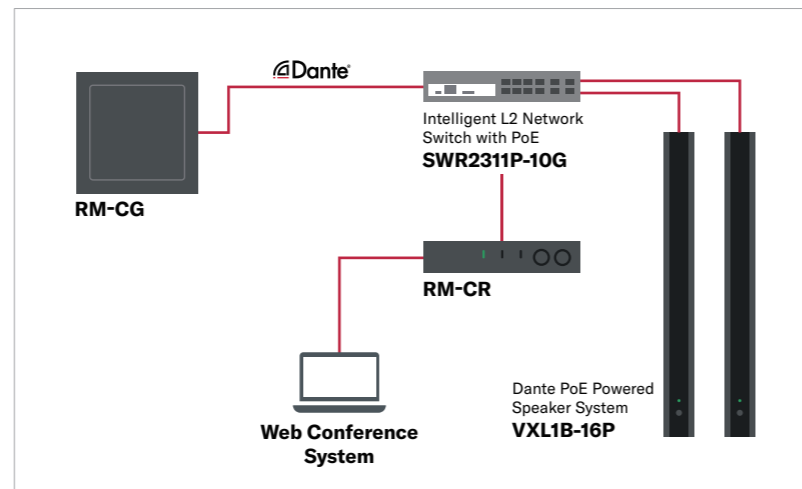 Dante®
Intelligent L2 Network
Switch with PoE
SWR2311P-10G
RM-CG
RM-CR
Web Conference
System
Dante PoE Powered
Speaker System
VXL1B-16P